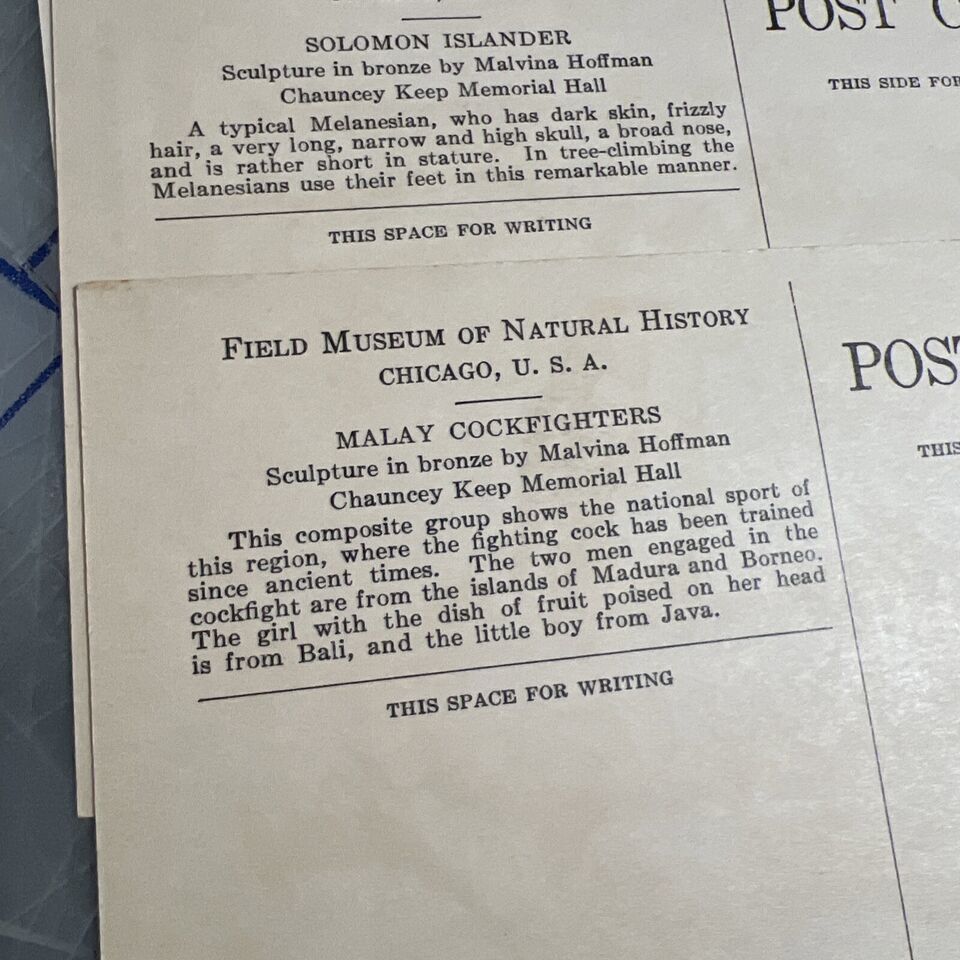 SOLOMON ISLANDER
Sculpture in bronze by Malvina Hoffman
Chauncey Keep Memorial Hall
A typical Melanesian, who has dark skin, frizzly
hair, a very long, narrow and high skull, a broad nose,
and is rather short in stature. In tree-climbing the
Melanesians use their feet in this remarkable manner.
THIS SPACE FOR WRITING
POST C
THIS SIDE FOR
FIELD MUSEUM OF NATURAL HISTORY
CHICAGO, U. S. A.
MALAY COCKFIGHTERS
Sculpture in bronze by Malvina Hoffman
Chauncey Keep Memorial Hall
This composite group shows the national sport of
this region, where the fighting cock has been trained
since ancient times. The two men engaged in the
cockfight are from the islands of Madura and Borneo.
The girl with the dish of fruit poised on her head
is from Bali, and the little boy from Java.
THIS SPACE FOR WRITING
POST
THIS